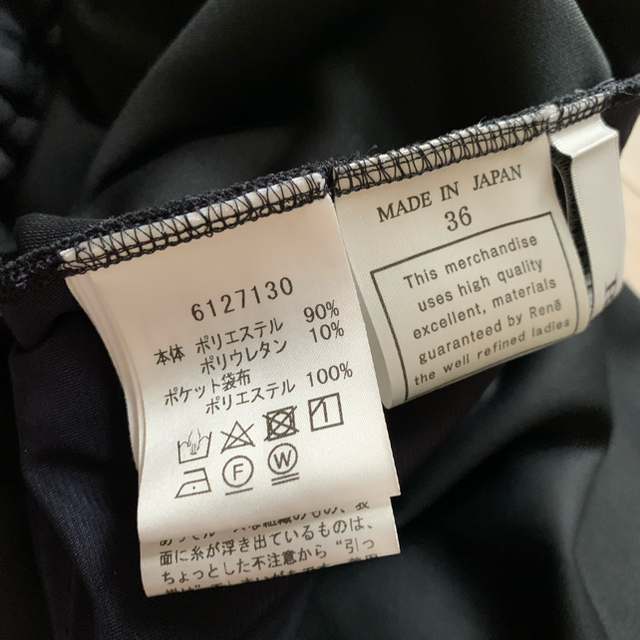 6127130
本体 ポリエステル 90%
ポリウレタン 10%
ポケット袋布
ポリエステル 100%
F W
面に糸が浮き出ているものは、
ちょっとした不注意から“引っ
MADE IN JAPAN
36
This merchandise
uses high quality
excellent, materials
guaranteed by René
the well refined ladies